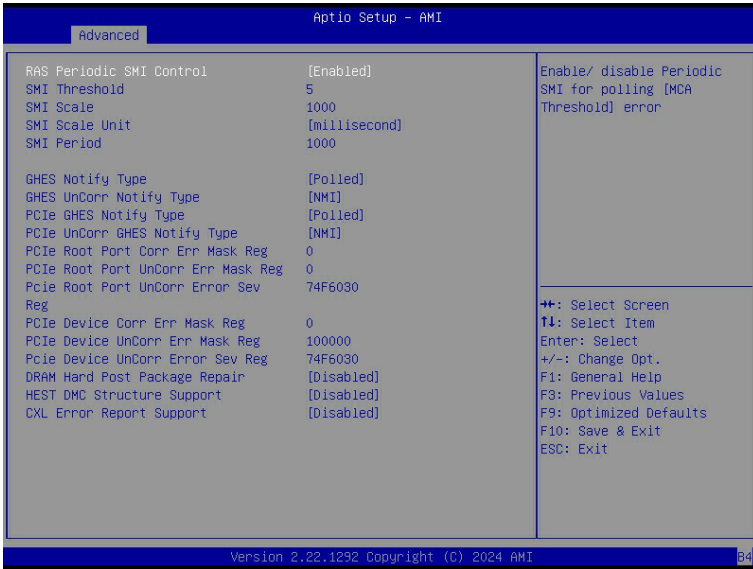 Aptio Setup – AMI
Advanced
RAS Periodic SMI Control [Enabled]
SMI Threshold 5
SMI Scale 1000
SMI Scale Unit [millisecond]
SMI Period 1000
GHES Notify Type [Polled]
GHES UnCorr Notify Type [NMI]
PCIe GHES Notify Type [Polled]
PCIe UnCorr GHES Notify Type [NMI]
PCIe Root Port Corr Err Mask Reg 0
PCIe Root Port UnCorr Err Mask Reg 0
Pcie Root Port UnCorr Error Sev 74F6030
Reg
PCIe Device Corr Err Mask Reg 0
PCIe Device UnCorr Err Mask Reg 100000
Pcie Device UnCorr Error Sev Reg 74F6030
DRAM Hard Post Package Repair [Disabled]
HEST DMC Structure Support [Disabled]
CXL Error Report Support [Disabled]
Enable/ disable Periodic
SMI for polling [MCA
Threshold] error
→←: Select Screen
↑↓: Select Item
Enter: Select
+/-: Change Opt.
F1: General Help
F3: Previous Values
F9: Optimized Defaults
F10: Save & Exit
ESC: Exit
Version 2.22.1292 Copyright (C) 2024 AMI
B4